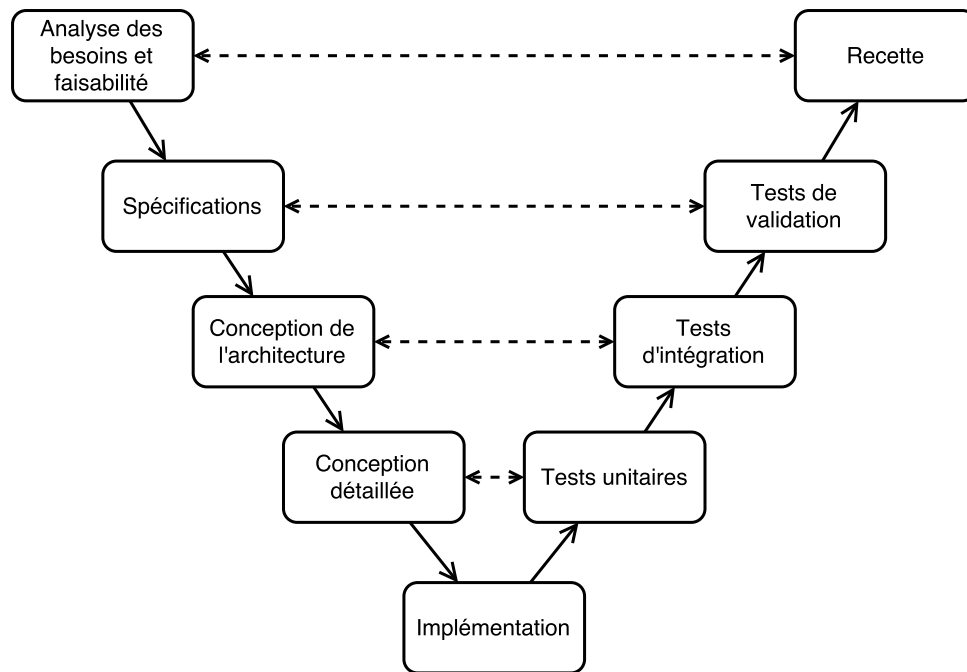 Analyse des
besoins et
faisabilité
Recette
Spécifications
Tests de
validation
Conception de
l'architecture
Tests
d'intégration
Conception
détaillée
Tests unitaires
Implémentation